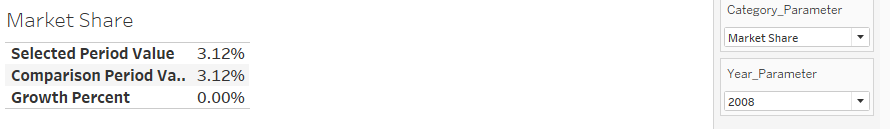 Market Share
Selected Period Value 3.12%
Comparison Period Va.. 3.12%
Growth Percent 0.00%
Category_Parameter
Market Share
Year_Parameter
2008